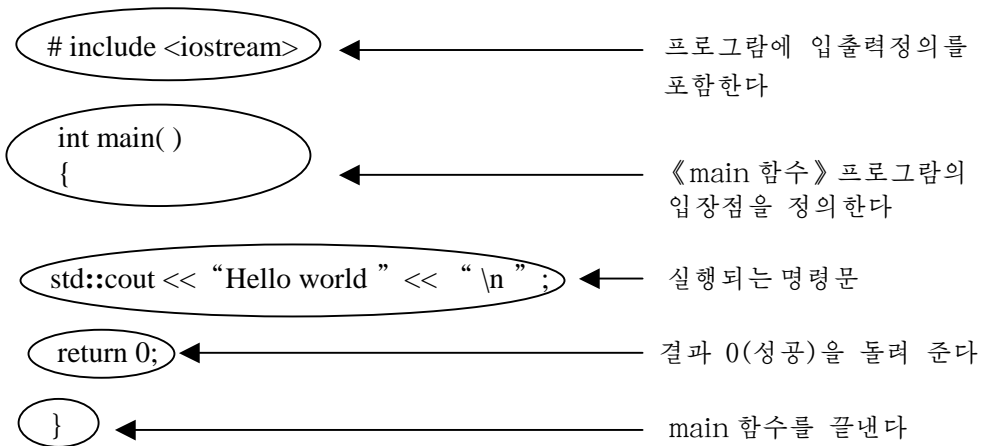 # include <iostream>
프로그람에 입출력정의를
포함한다
int main( )
{
《main 함수》프로그람의
입장점을 정의한다
std::cout << “Hello world ” << “ \n ” ;
실행되는 명령문
return 0;
결과 0(성공)을 돌려 준다
}
main 함수를 끝낸다